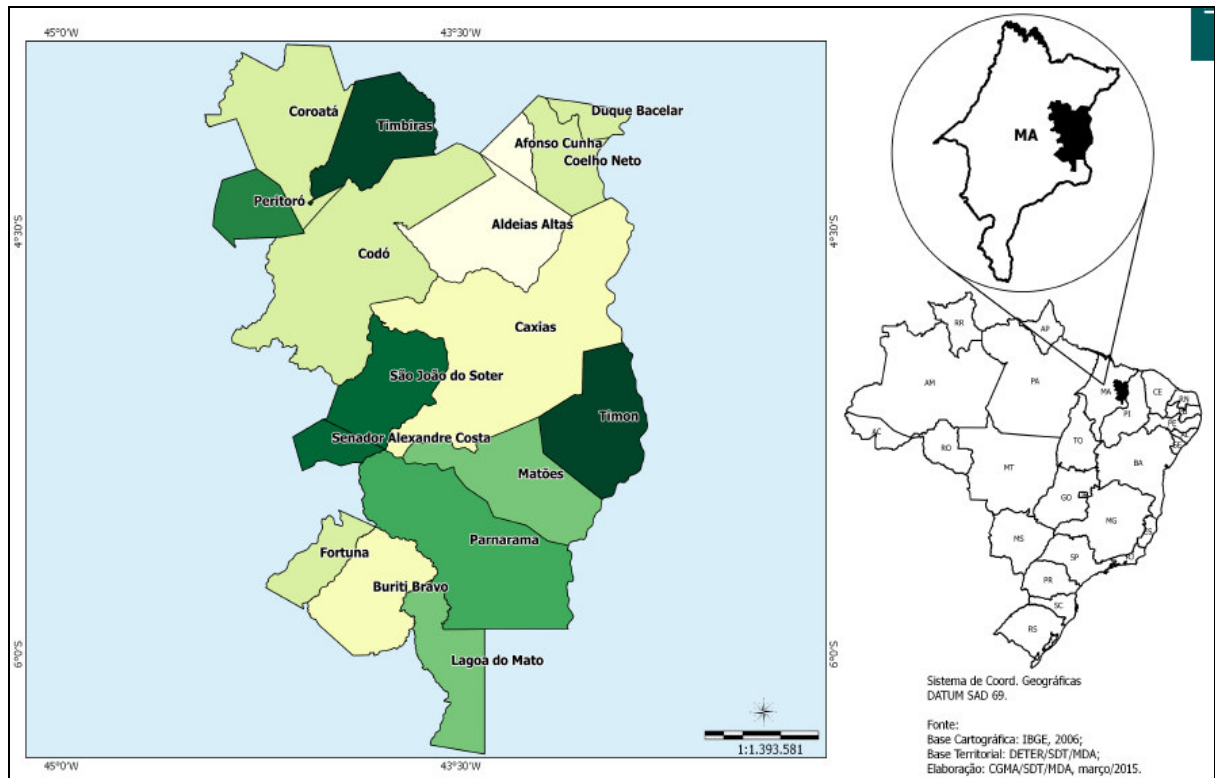 45°0'W
43°30'W
Coroatá
Timbiras
Duque Bacelar
Afonso Cunha
Coelho Neto
Peritoró
4°30'S
4°30'S
Aldeias Altas
Codó
Caxias
São João do Soter
Timon
Senador Alexandre Costa
Matões
Parnarama
Fortuna
Buriti Bravo
Lagoa do Mato
6°0'S
6°0'S
1:1.393.581
45°0'W
43°30'W
MA
RR
AP
AM
PA
MA
CE
RN
PI
PE
AC
TO
RO
BA
MT
GO
MG
MS
ES
SP
RJ
PR
SC
RS
Sistema de Coord. Geográficas
DATUM SAD 69.
Fonte:
Base Cartográfica: IBGE, 2006;
Base Territorial: DETER/SDT/MDA;
Elaboração: CGMA/SDT/MDA, março/2015.